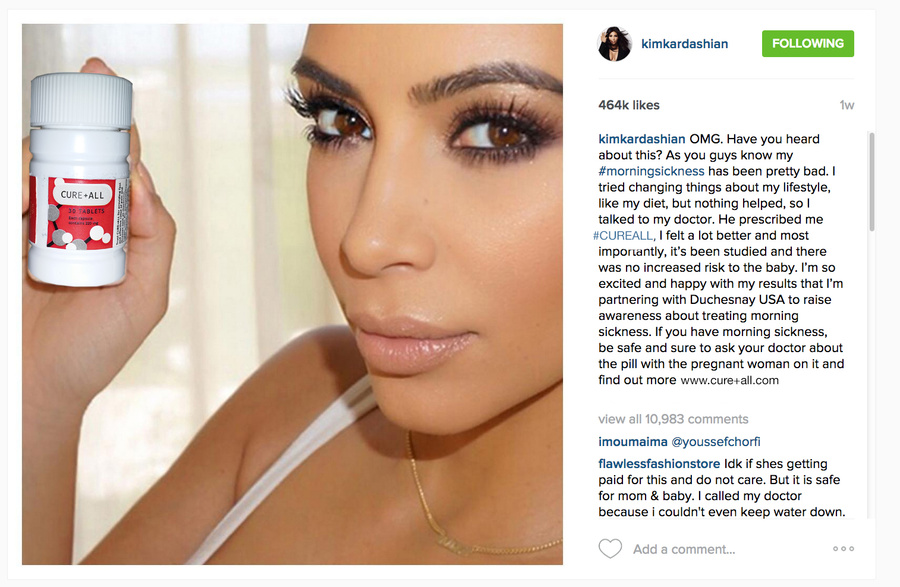 kimkardashian
FOLLOWING
464k likes
1w
kimkardashian OMG. Have you heard
about this? As you guys know my
#morningsickness has been pretty bad. I
tried changing things about my lifestyle,
like my diet, but nothing helped, so I
talked to my doctor. He prescribed me
#CUREALL, I felt a lot better and most
importantly, it's been studied and there
was no increased risk to the baby. I'm so
excited and happy with my results that I'm
partnering with Duchesnay USA to raise
awareness about treating morning
sickness. If you have morning sickness,
be safe and sure to ask your doctor about
the pill with the pregnant woman on it and
find out more www.cure+all.com
view all 10,983 comments
imoumaima @youssefchorfi
flawlessfashionstore Idk if shes getting
paid for this and do not care. But it is safe
for mom & baby. I called my doctor
because i couldn't even keep water down.
Add a comment...
CURE+ALL
30 TABLETS